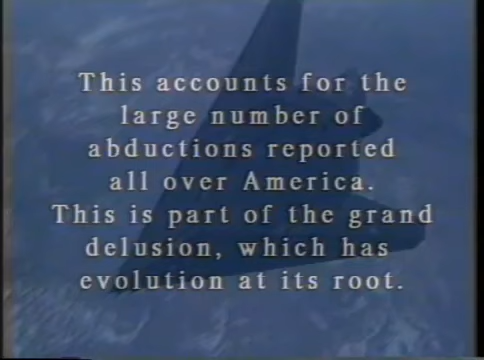 This accounts for the
large number of
abductions reported
all over America.
This is part of the grand
delusion, which has
evolution at its root.